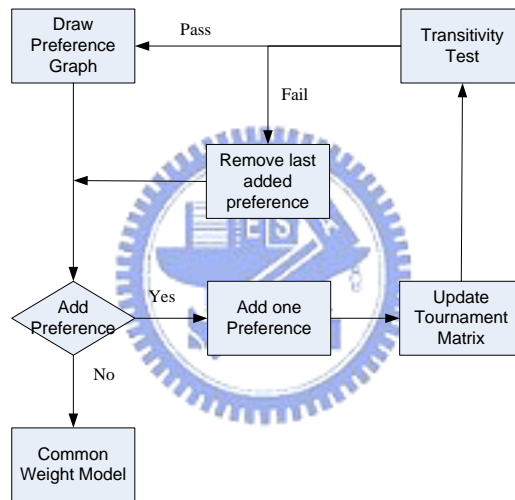 Draw
Preference
Graph
Pass
Transitivity
Test
Fail
Remove last
added
preference
Add
Preference
Yes
Add one
Preference
Update
Tournament
Matrix
No
Common
Weight Model